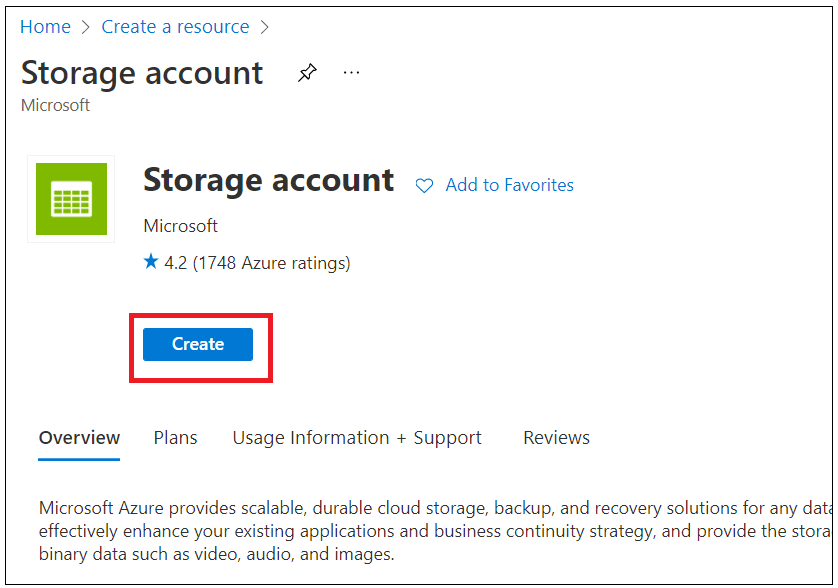 Home > Create a resource >
Storage account ...
Microsoft
Storage account Add to Favorites
Microsoft
4.2 (1748 Azure ratings)
Create
Overview Plans Usage Information + Support Reviews
Microsoft Azure provides scalable, durable cloud storage, backup, and recovery solutions for any data
effectively enhance your existing applications and business continuity strategy, and provide the
binary data such as video, audio, and images.